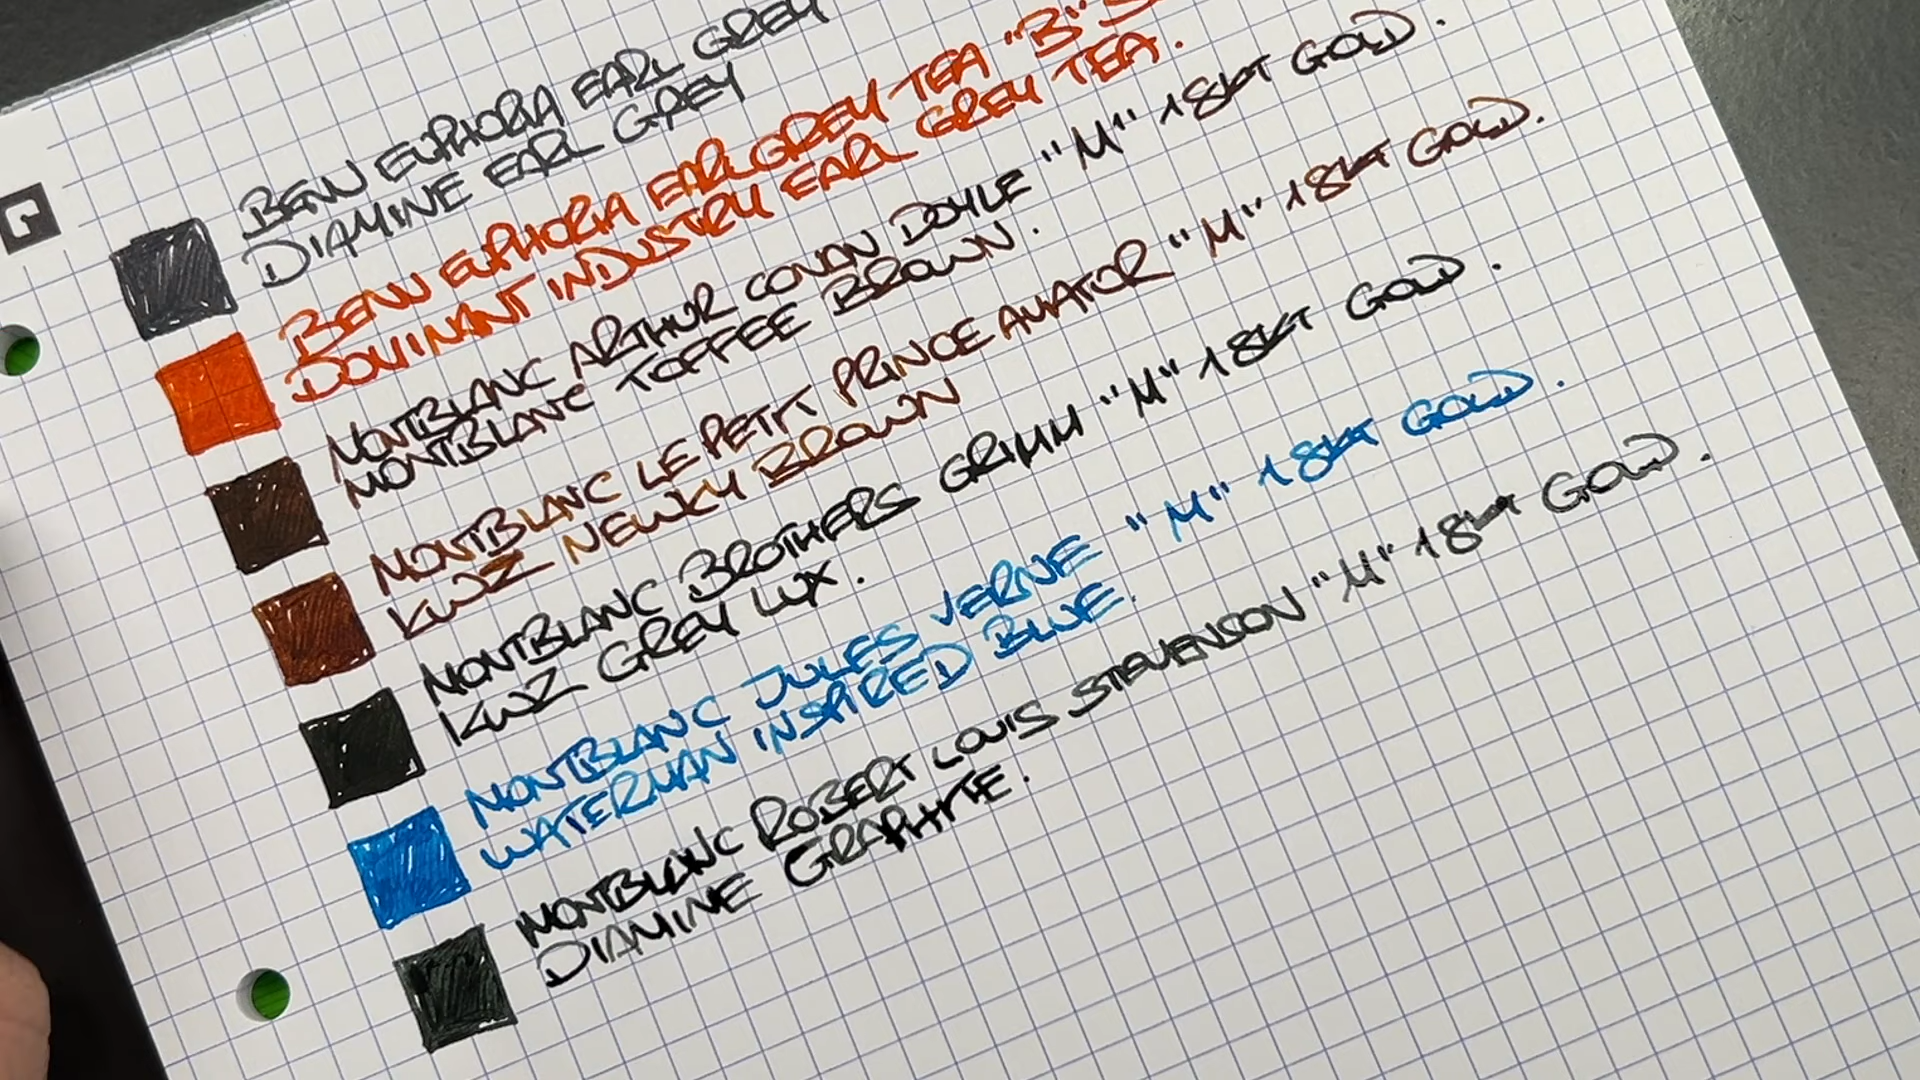 BENU EUPHORIA EARL GREY
DIAMINE EARL GREY
BENU EUPHORIA EARL GREY TEA "B"
DOMINANT INDUSTRY EARL GREY TEA.
MONTBLANC ARTHUR CONAN DOYLE "M" 18KT GOLD.
MONTBLANC TOFFEE BROWN.
MONTBLANC LE PETIT PRINCE AVIATOR "M" 18KT GOLD.
KWZ NEWKY BROWN
MONTBLANC BROTHERS GRIMM "M" 18KT GOLD.
KWZ GREY LUX.
MONTBLANC JULES VERNE "M" 18KT GOLD.
WATERMAN INSPIRED BLUE.
MONTBLANC ROBERT LOUIS STEVENSON "M" 18KT GOLD.
DIAMINE GRAPHITE.